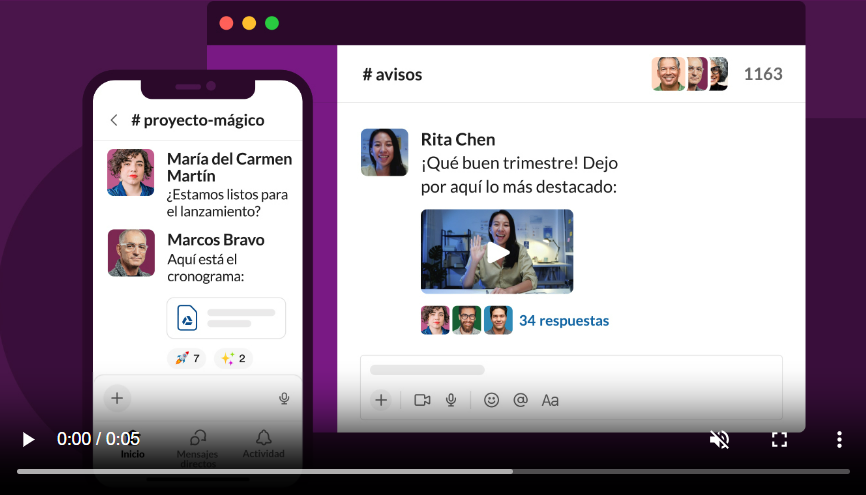 # avisos
1163
# proyecto-mágico
María del Carmen
Martín
¿Estamos listos para
el lanzamiento?
Marcos Bravo
Aquí está el
cronograma:
7
2
Rita Chen
¡Qué buen trimestre! Dejo
por aquí lo más destacado:
34 respuestas
@
Aa
0:00 / 0:05
Inicio
Mensajes
directos
Actividad